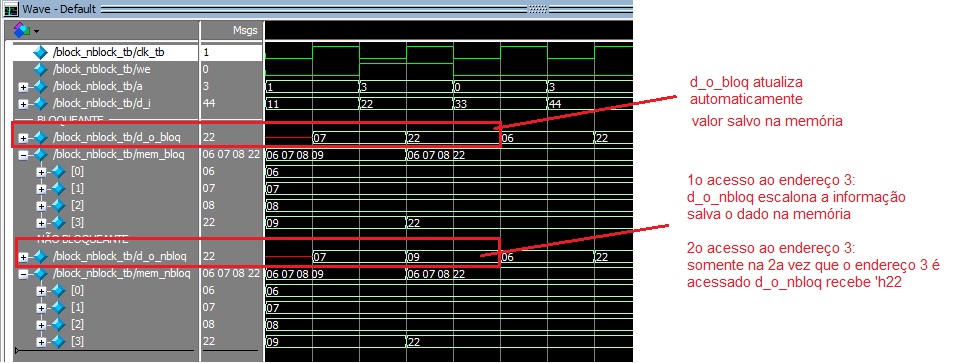 Wave - Default
Msgs
/block_nblock_tb/clk_tb 1
/block_nblock_tb/we 0
/block_nblock_tb/a 3 1 3 0 3
/block_nblock_tb/d_i 44 11 22 33 44
BLOQUEANTE
/block_nblock_tb/d_o_bloq 22 07 22 06 22
/block_nblock_tb/mem_bloq 06 07 08 22 06 07 08 09 06 07 08 22
[0] 06 06
[1] 07 07
[2] 08 08
[3] 22 09 22
NÃO BLOQUEANTE
/block_nblock_tb/d_o_nbloq 22 07 09 06 22
/block_nblock_tb/mem_nbloq 06 07 08 22 06 07 08 09 06 07 08 22
[0] 06 06
[1] 07 07
[2] 08 08
[3] 22 09 22
d_o_bloq atualiza
automaticamente
valor salvo na memória
1o acesso ao endereço 3:
d_o_nbloq escalona a informação
salva o dado na memória
2o acesso ao endereço 3:
somente na 2a vez que o endereço 3 é
acessado d_o_nbloq recebe 'h22